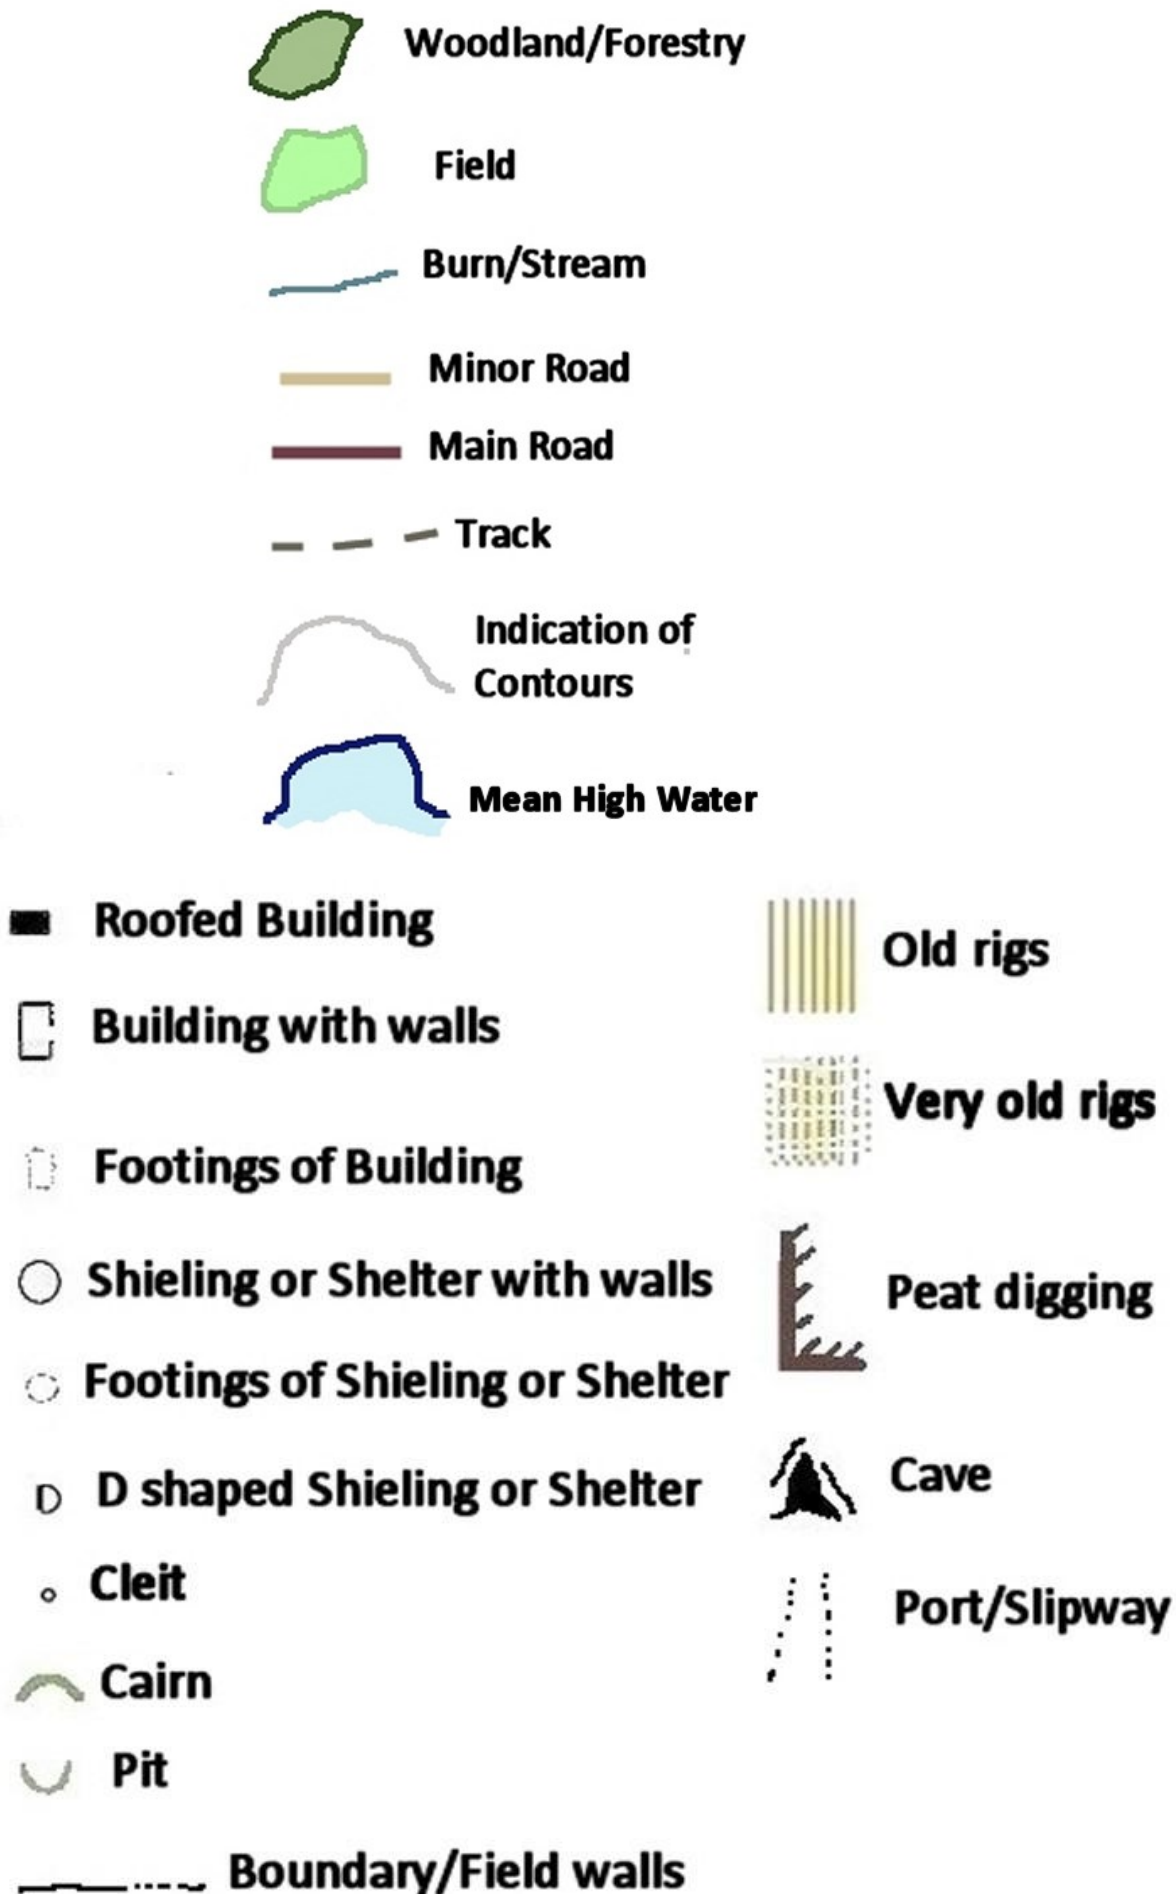 Woodland/Forestry
Field
Burn/Stream
Minor Road
Main Road
Track
Indication of
Contours
Mean High Water
Roofed Building
Building with walls
Footings of Building
Shieling or Shelter with walls
Footings of Shieling or Shelter
D shaped Shieling or Shelter
Cleit
Cairn
Pit
Boundary/Field walls
Old rigs
Very old rigs
Peat digging
Cave
Port/Slipway